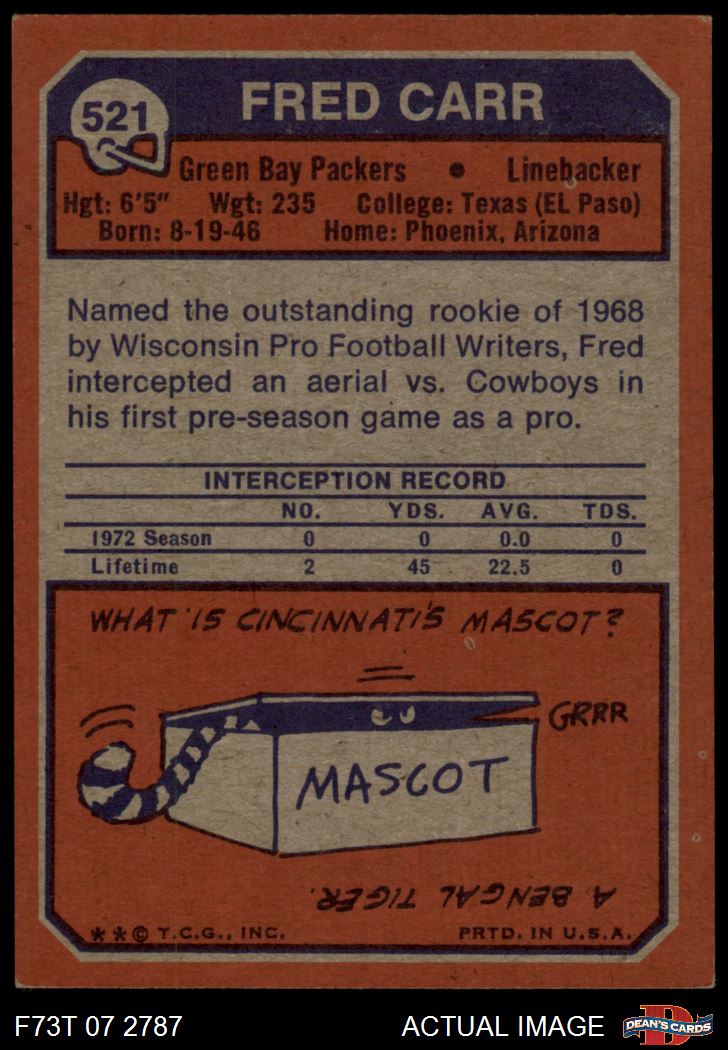 521
FRED CARR
Green Bay Packers • Linebacker
Hgt: 6'5" Wgt: 235 College: Texas (EL Paso)
Born: 8-19-46 Home: Phoenix, Arizona
Named the outstanding rookie of 1968
by Wisconsin Pro Football Writers, Fred
intercepted an aerial vs. Cowboys in
his first pre-season game as a pro.
INTERCEPTION RECORD
NO. YDS. AVG. TDS.
1972 Season 0 0 0.0 0
Lifetime 2 45 22.5 0
WHAT IS CINCINNATI'S MASCOT?
GRRR
MASCOT
A BENGAL TIGER.
**© T.C.G., INC. PRTD. IN U.S.A.
F73T 07 2787 ACTUAL IMAGE DEAN'S CARDS